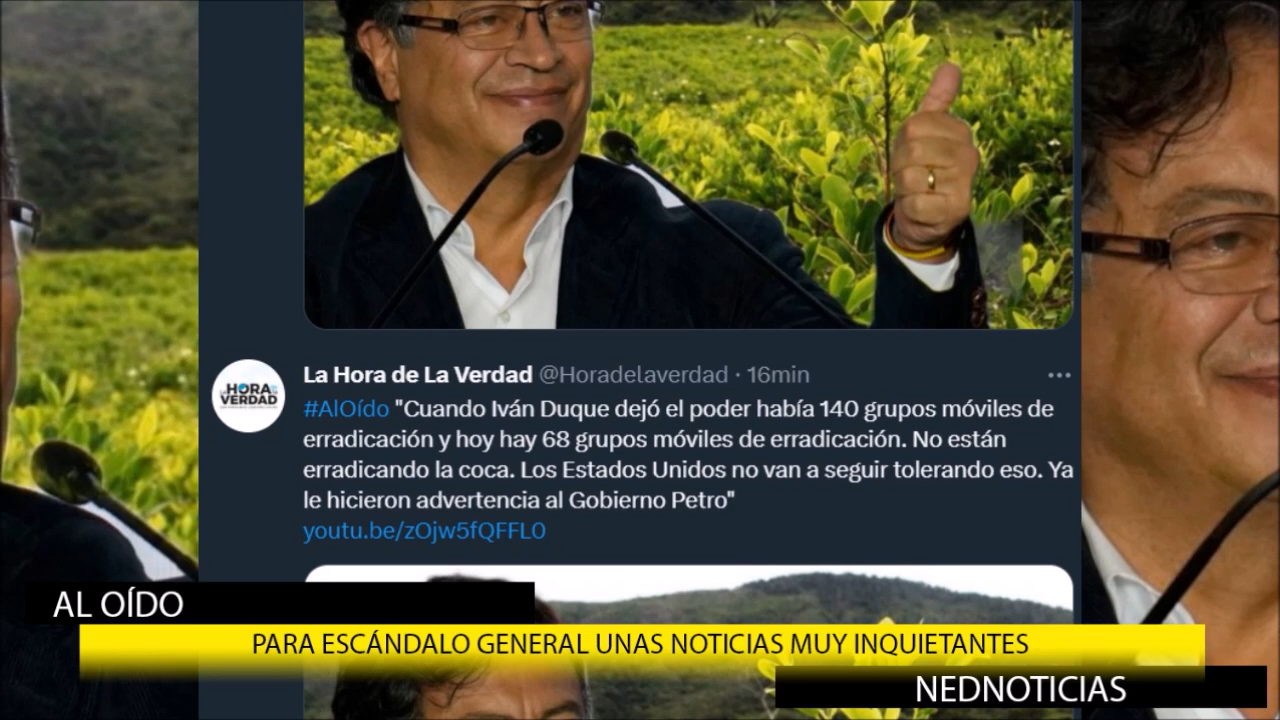 La Hora de La Verdad @Horadelaverdad · 16min
HORA
VERDAD
#AlOído "Cuando Iván Duque dejó el poder había 140 grupos móviles de
erradicación y hoy hay 68 grupos móviles de erradicación. No están
erradicando la coca. Los Estados Unidos no van a seguir tolerando eso. Ya
le hicieron advertencia al Gobierno Petro"
youtu.be/zOjw5fQFFL0
AL OÍDO
PARA ESCÁNDALO GENERAL UNAS NOTICIAS MUY INQUIETANTES
NEDNOTICIAS